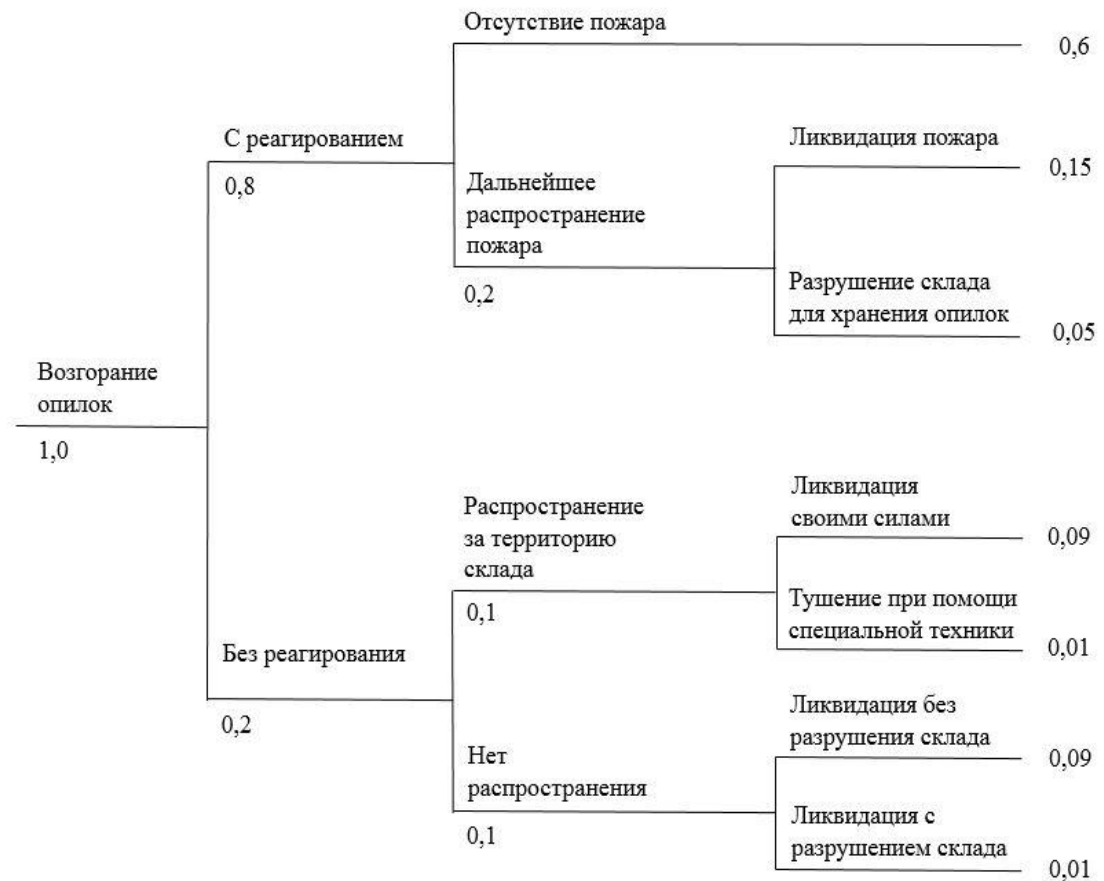 Отсутствие пожара
0,6
С реагированием
0,8
Ликвидация пожара
0,15
Дальнейшее
распространение
пожара
0,2
Разрушение склада
для хранения опилок
0,05
Возгорание
опилок
1,0
Распространение
за территорию
склада
0,1
Ликвидация
своими силами
0,09
Тушение при помощи
специальной техники
0,01
Без реагирования
0,2
Нет
распространения
0,1
Ликвидация без
разрушения склада
0,09
Ликвидация с
разрушением склада
0,01